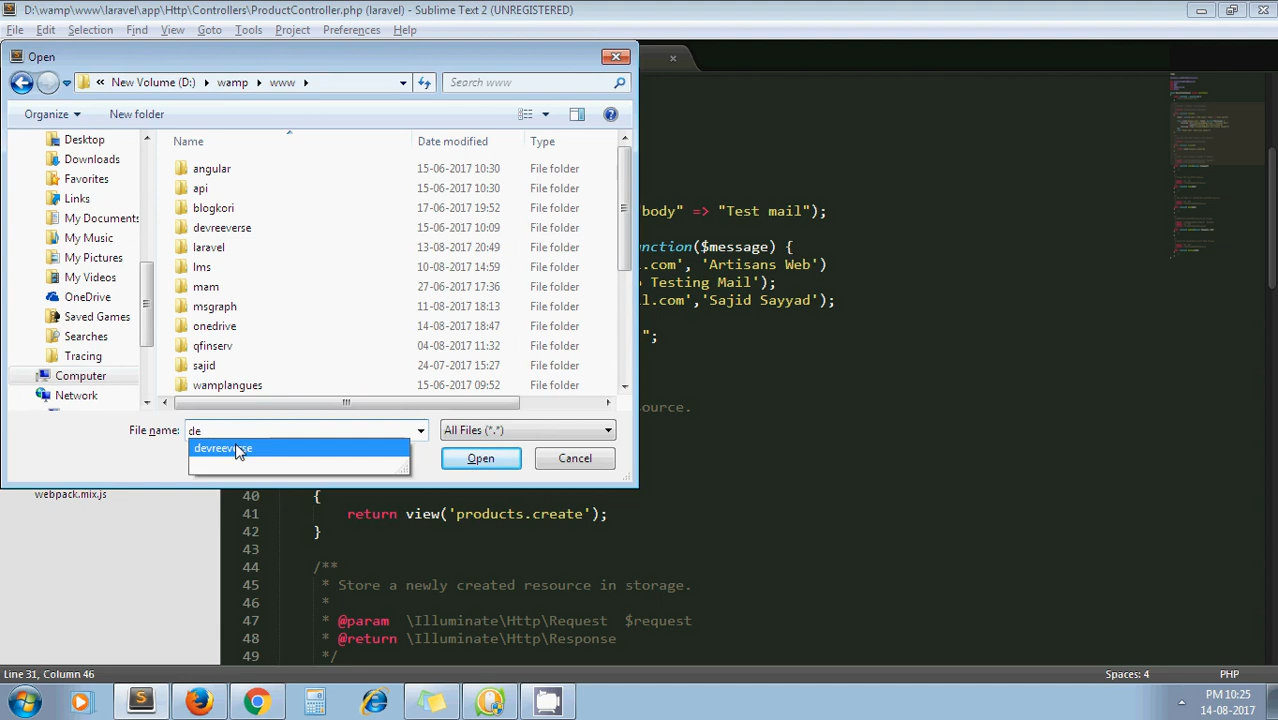 D:\wamp\www\laravel\app\Http\Controllers\ProductController.php (laravel) - Sublime Text 2 (UNREGISTERED)
File Edit Selection Find View Goto Tools Project Preferences Help
Open
« New Volume (D:) wamp www Search www
Organize New folder
Name Date modified Type
Desktop
Downloads
Favorites
Links
My Documents
My Music
My Pictures
My Videos
OneDrive
Saved Games
Searches
Tracing
Computer
Network
angular 15-06-2017 10:50 File folder
api 15-06-2017 10:30 File folder
blogkori 17-06-2017 19:52 File folder
devreeverse 15-06-2017 10:09 File folder
laravel 13-08-2017 20:49 File folder
lms 10-08-2017 14:59 File folder
mam 27-06-2017 17:36 File folder
msgraph 11-08-2017 18:13 File folder
onedrive 14-08-2017 18:47 File folder
qfinserv 04-08-2017 11:32 File folder
sajid 24-07-2017 15:27 File folder
wamplangues 15-06-2017 09:52 File folder
File name: de All Files (*.*)
devreeverse
Open Cancel
body" => "Test mail");
nction($message) {
l.com', 'Artisans Web')
Testing Mail');
l.com','Sajid Sayyad');
";
ource.
webpack.mix.js
40 {
41 return view('products.create');
42 }
43
44 /**
45 * Store a newly created resource in storage.
46 *
47 * @param \Illuminate\Http\Request $request
48 * @return \Illuminate\Http\Response
49 */
Line 31, Column 46 Spaces: 4 PHP
PM 10:25
14-08-2017